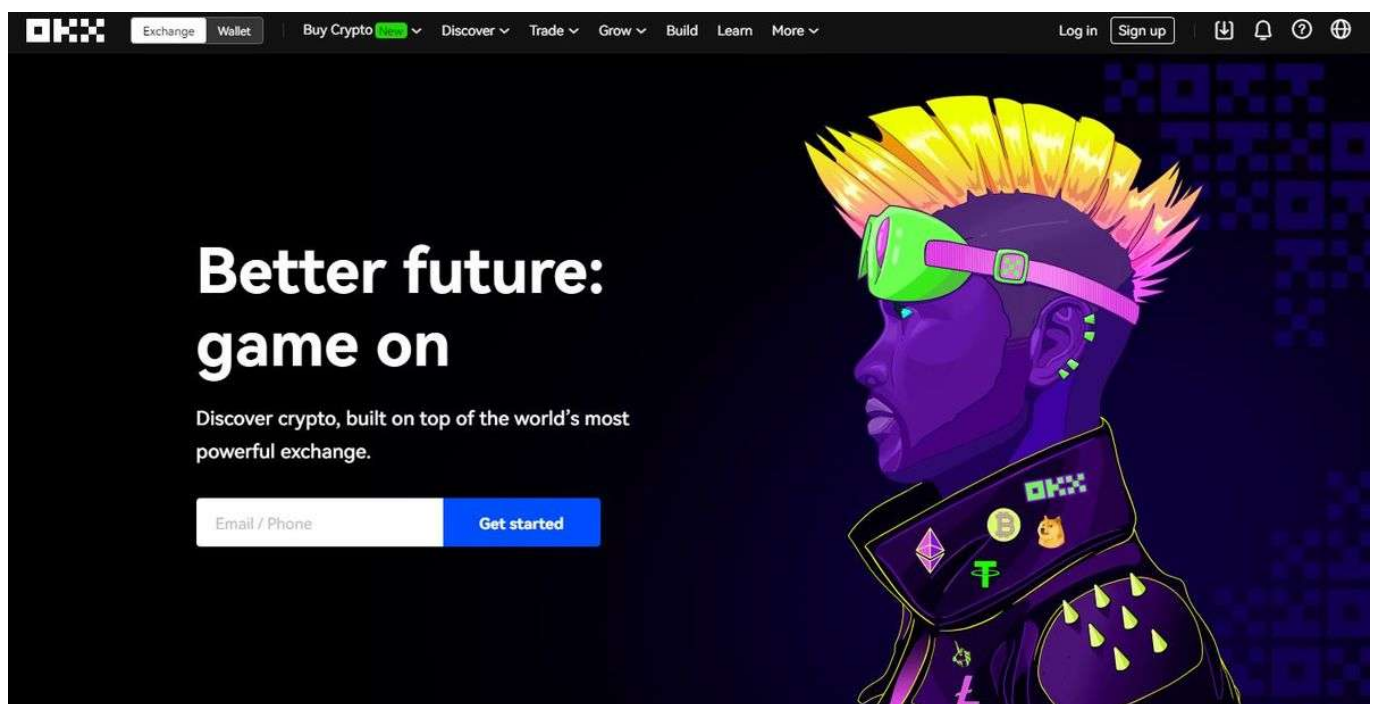 OKX
Exchange Wallet Buy Crypto New Discover Trade Grow Build Learn More Log in Sign up
Better future:
game on
Discover crypto, built on top of the world's most
powerful exchange.
Email / Phone Get started
OKX